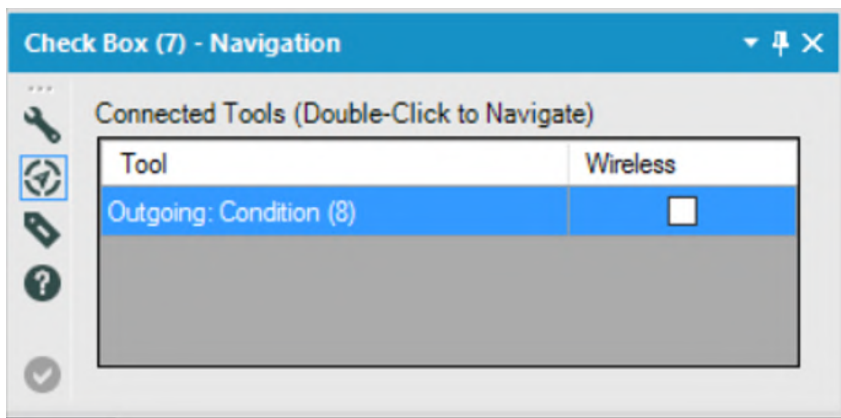 Check Box (7) - Navigation
Connected Tools (Double-Click to Navigate)
Tool Wireless
Outgoing: Condition (8)